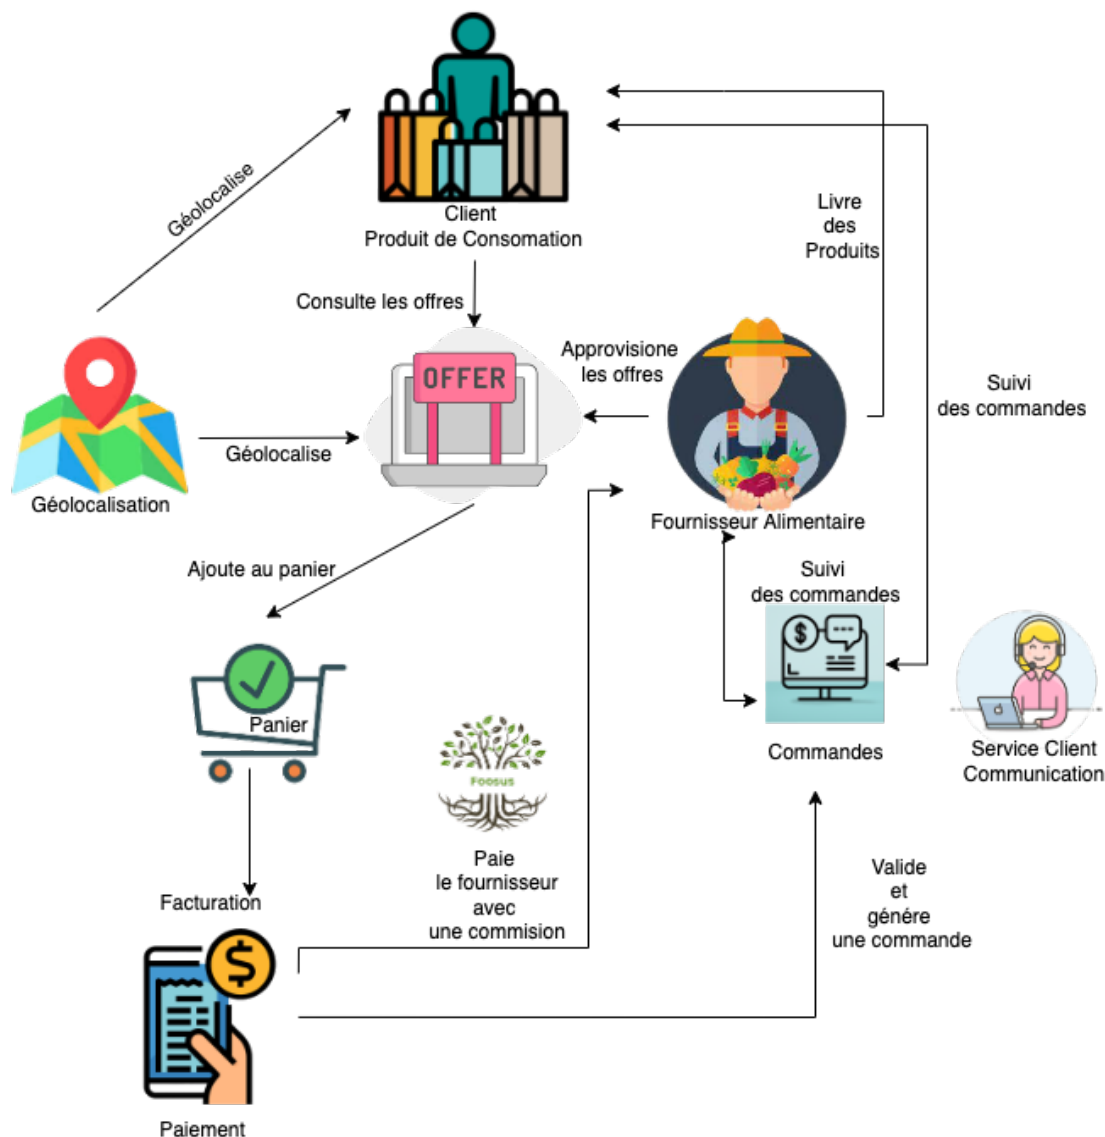 Client
Produit de Consomation
Géolocalise
Livre
des
Produits
Consulte les offres
OFFER
Approvisione
les offres
Suivi
des commandes
Géolocalise
Géolocalisation
Fournisseur Alimentaire
Ajoute au panier
Suivi
des commandes
$
Panier
Commandes
Service Client
Communication
Foosus
Paie
le fournisseur
avec
une commision
Valide
et
génére
une commande
Facturation
$
Paiement